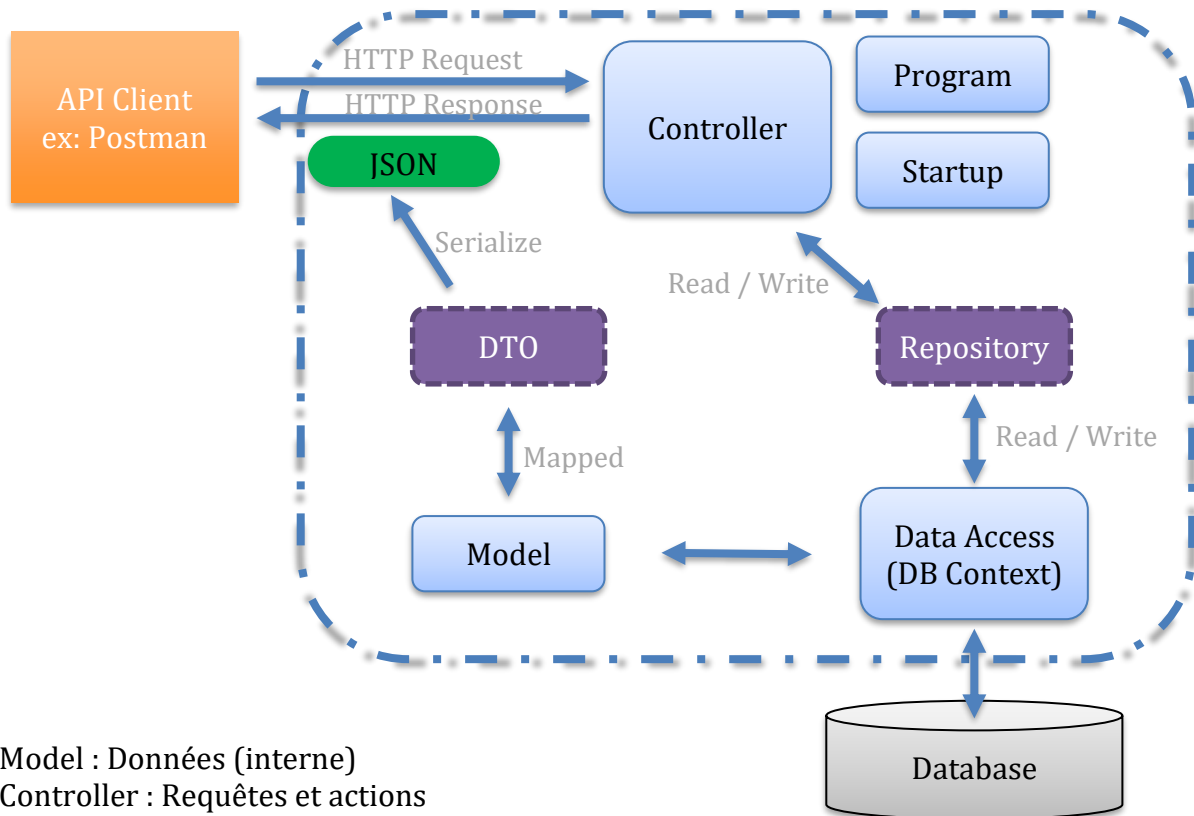 API Client
ex: Postman
HTTP Request
HTTP Response
JSON
Controller
Program
Startup
Serialize
Read / Write
DTO
Repository
Mapped
Read / Write
Model
Data Access
(DB Context)
Database
Model : Données (interne)
Controller : Requêtes et actions